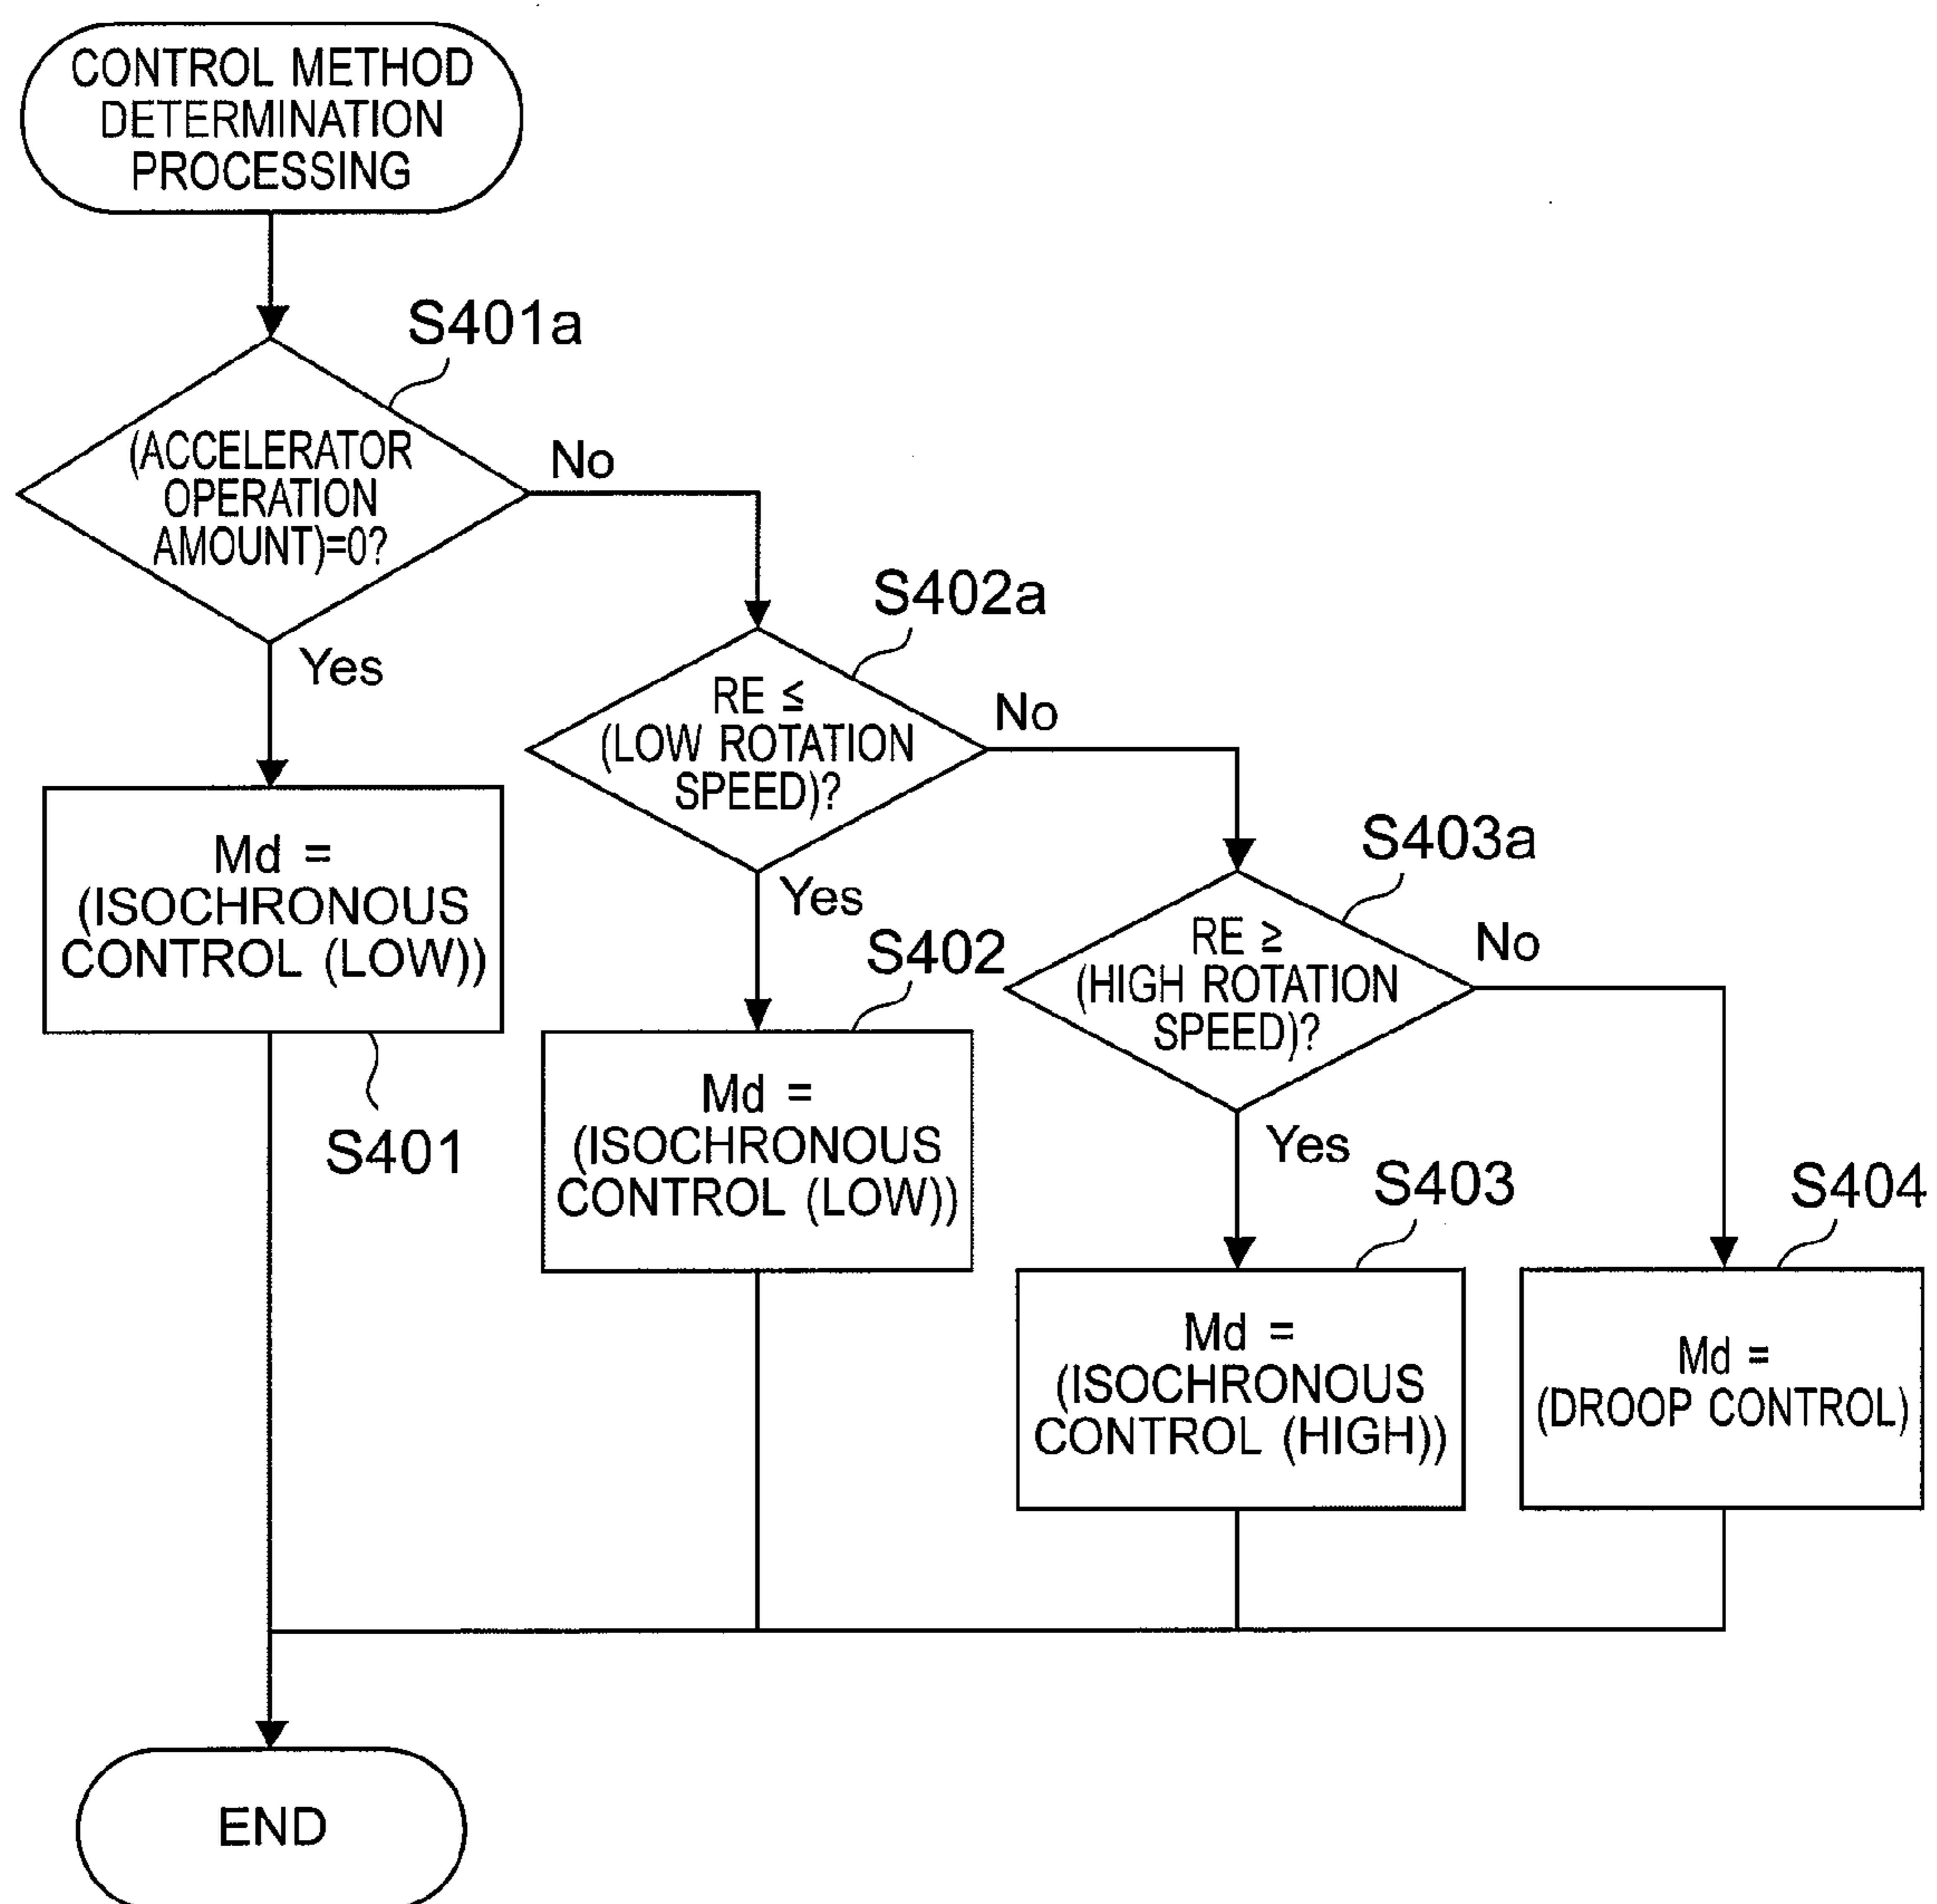 CONTROL METHOD
DETERMINATION
PROCESSING
S401a
(ACCELERATOR
OPERATION
AMOUNT)=0?
No
Yes
S402a
RE ≤
(LOW ROTATION
SPEED)?
No
Yes
Md =
(ISOCHRONOUS
CONTROL (LOW))
S401
S402
Md =
(ISOCHRONOUS
CONTROL (LOW))
S403a
RE ≥
(HIGH ROTATION
SPEED)?
No
Yes
S403
Md =
(ISOCHRONOUS
CONTROL (HIGH))
S404
Md =
(DROOP CONTROL)
END